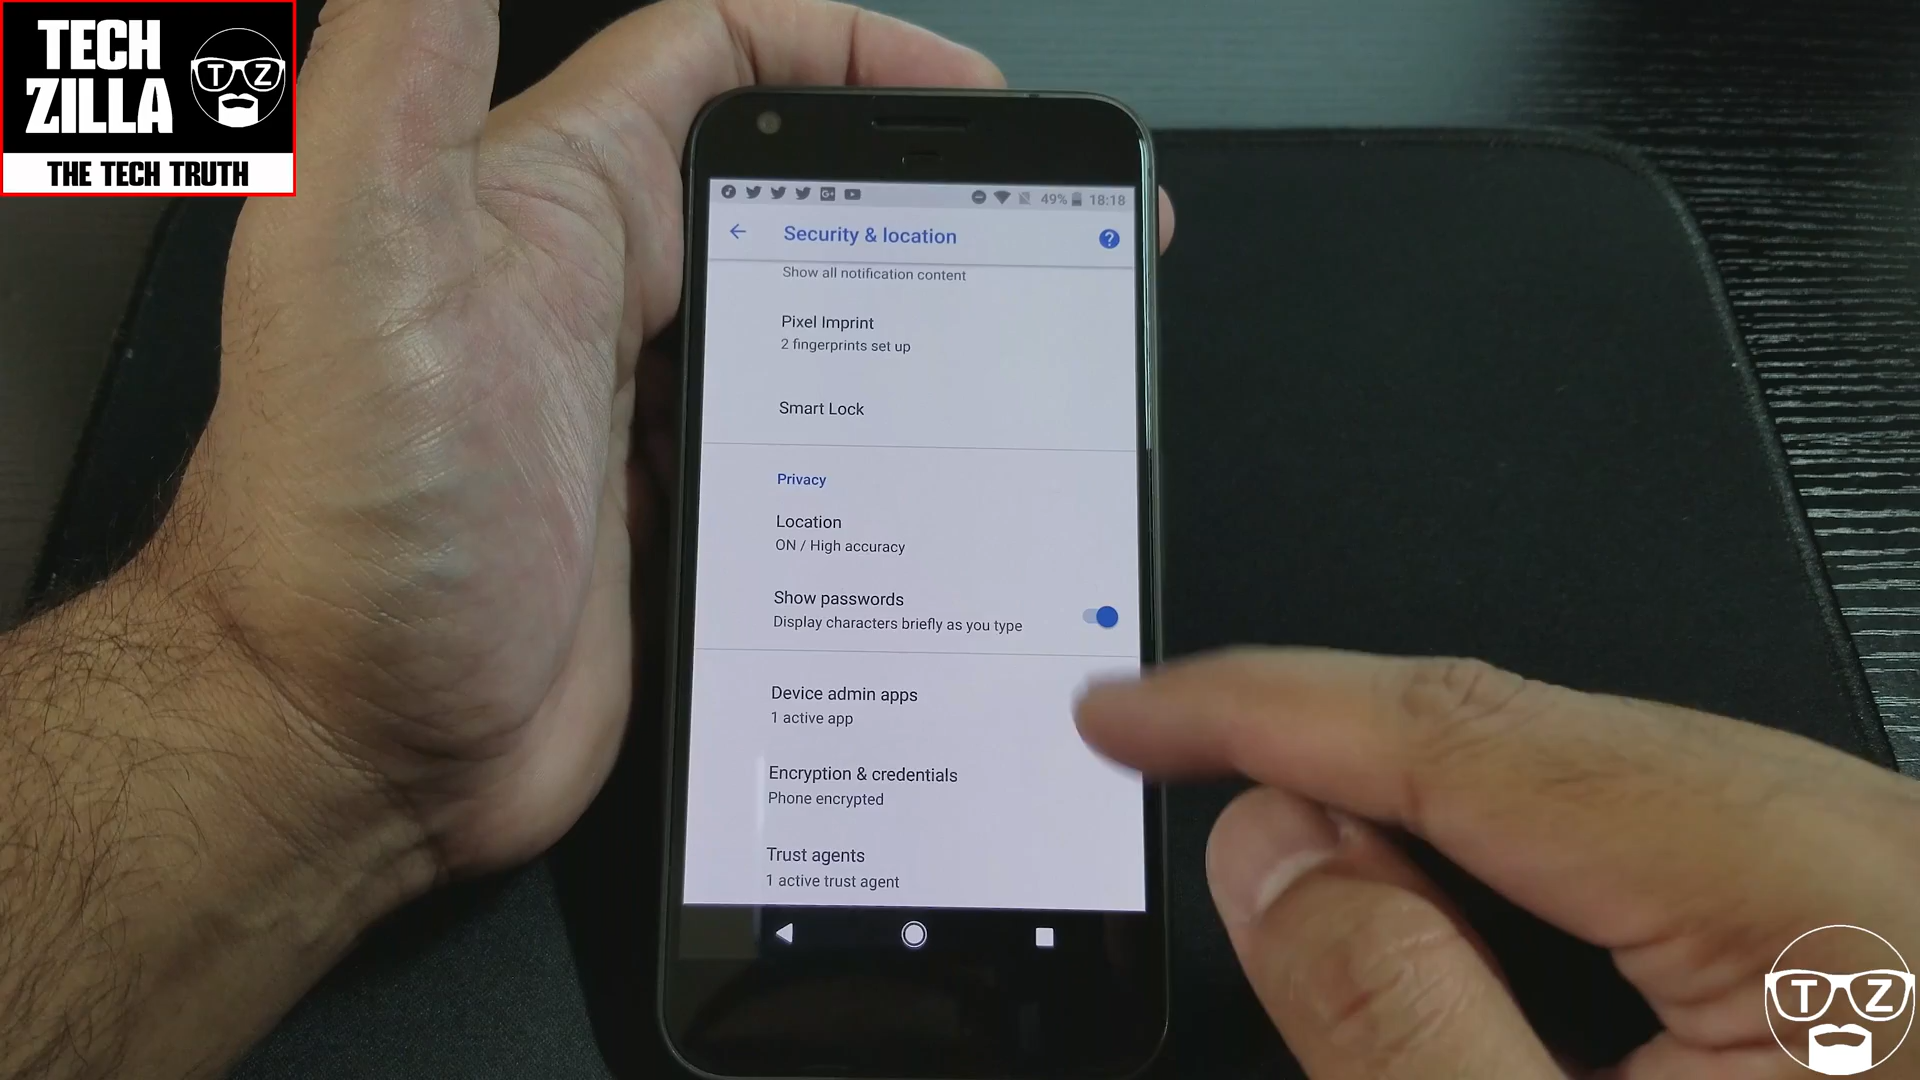 TECH
ZILLA
T Z
THE TECH TRUTH
49% 18:18
Security & location
?
Show all notification content
Pixel Imprint
2 fingerprints set up
Smart Lock
Privacy
Location
ON / High accuracy
Show passwords
Display characters briefly as you type
Device admin apps
1 active app
Encryption & credentials
Phone encrypted
Trust agents
1 active trust agent
T Z